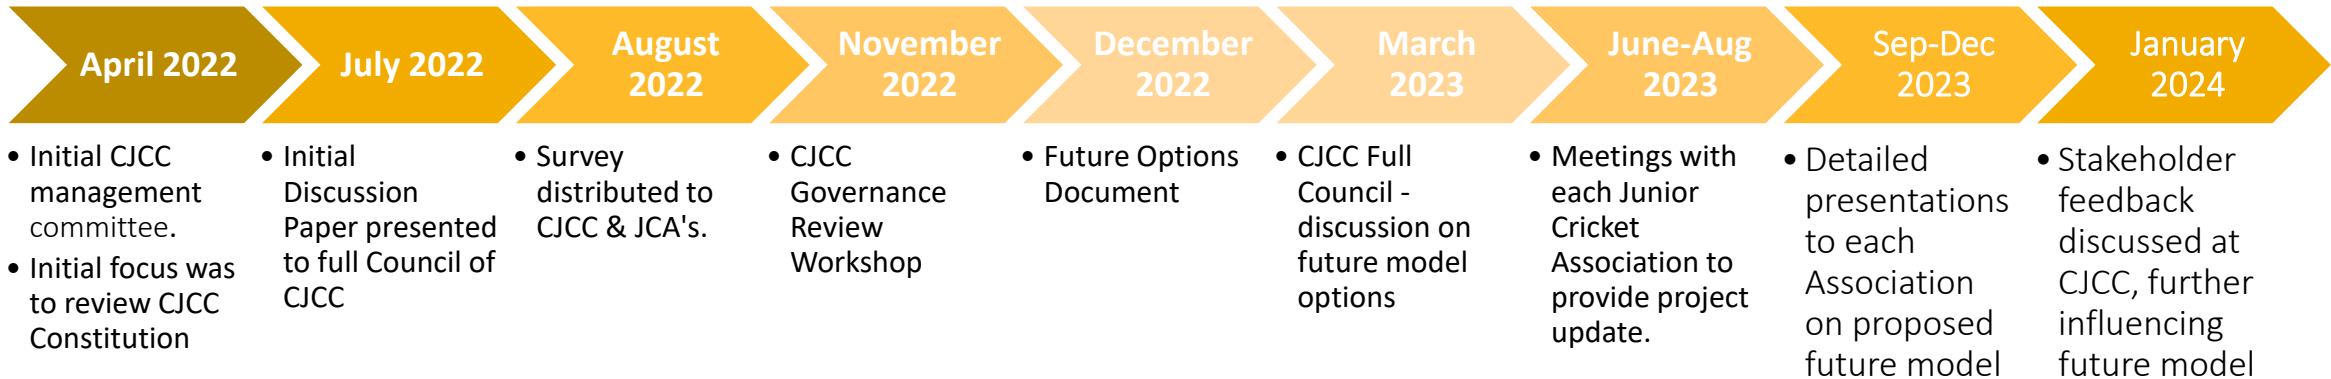 April 2022
July 2022
August
2022
November
2022
December
2022
March
2023
June-Aug
2023
Sep-Dec
2023
January
2024
• Initial CJCC
management
committee.
• Initial focus was
to review CJCC
Constitution
• Initial
Discussion
Paper presented
to full Council of
CJCC
• Survey
distributed to
CJCC & JCA's.
• CJCC
Governance
Review
Workshop
• Future Options
Document
• CJCC Full
Council -
discussion on
future model
options
• Meetings with
each Junior
Cricket
Association to
provide project
update.
• Detailed
presentations
to each
Association
on proposed
future model
• Stakeholder
feedback
discussed at
CJCC, further
influencing
future model